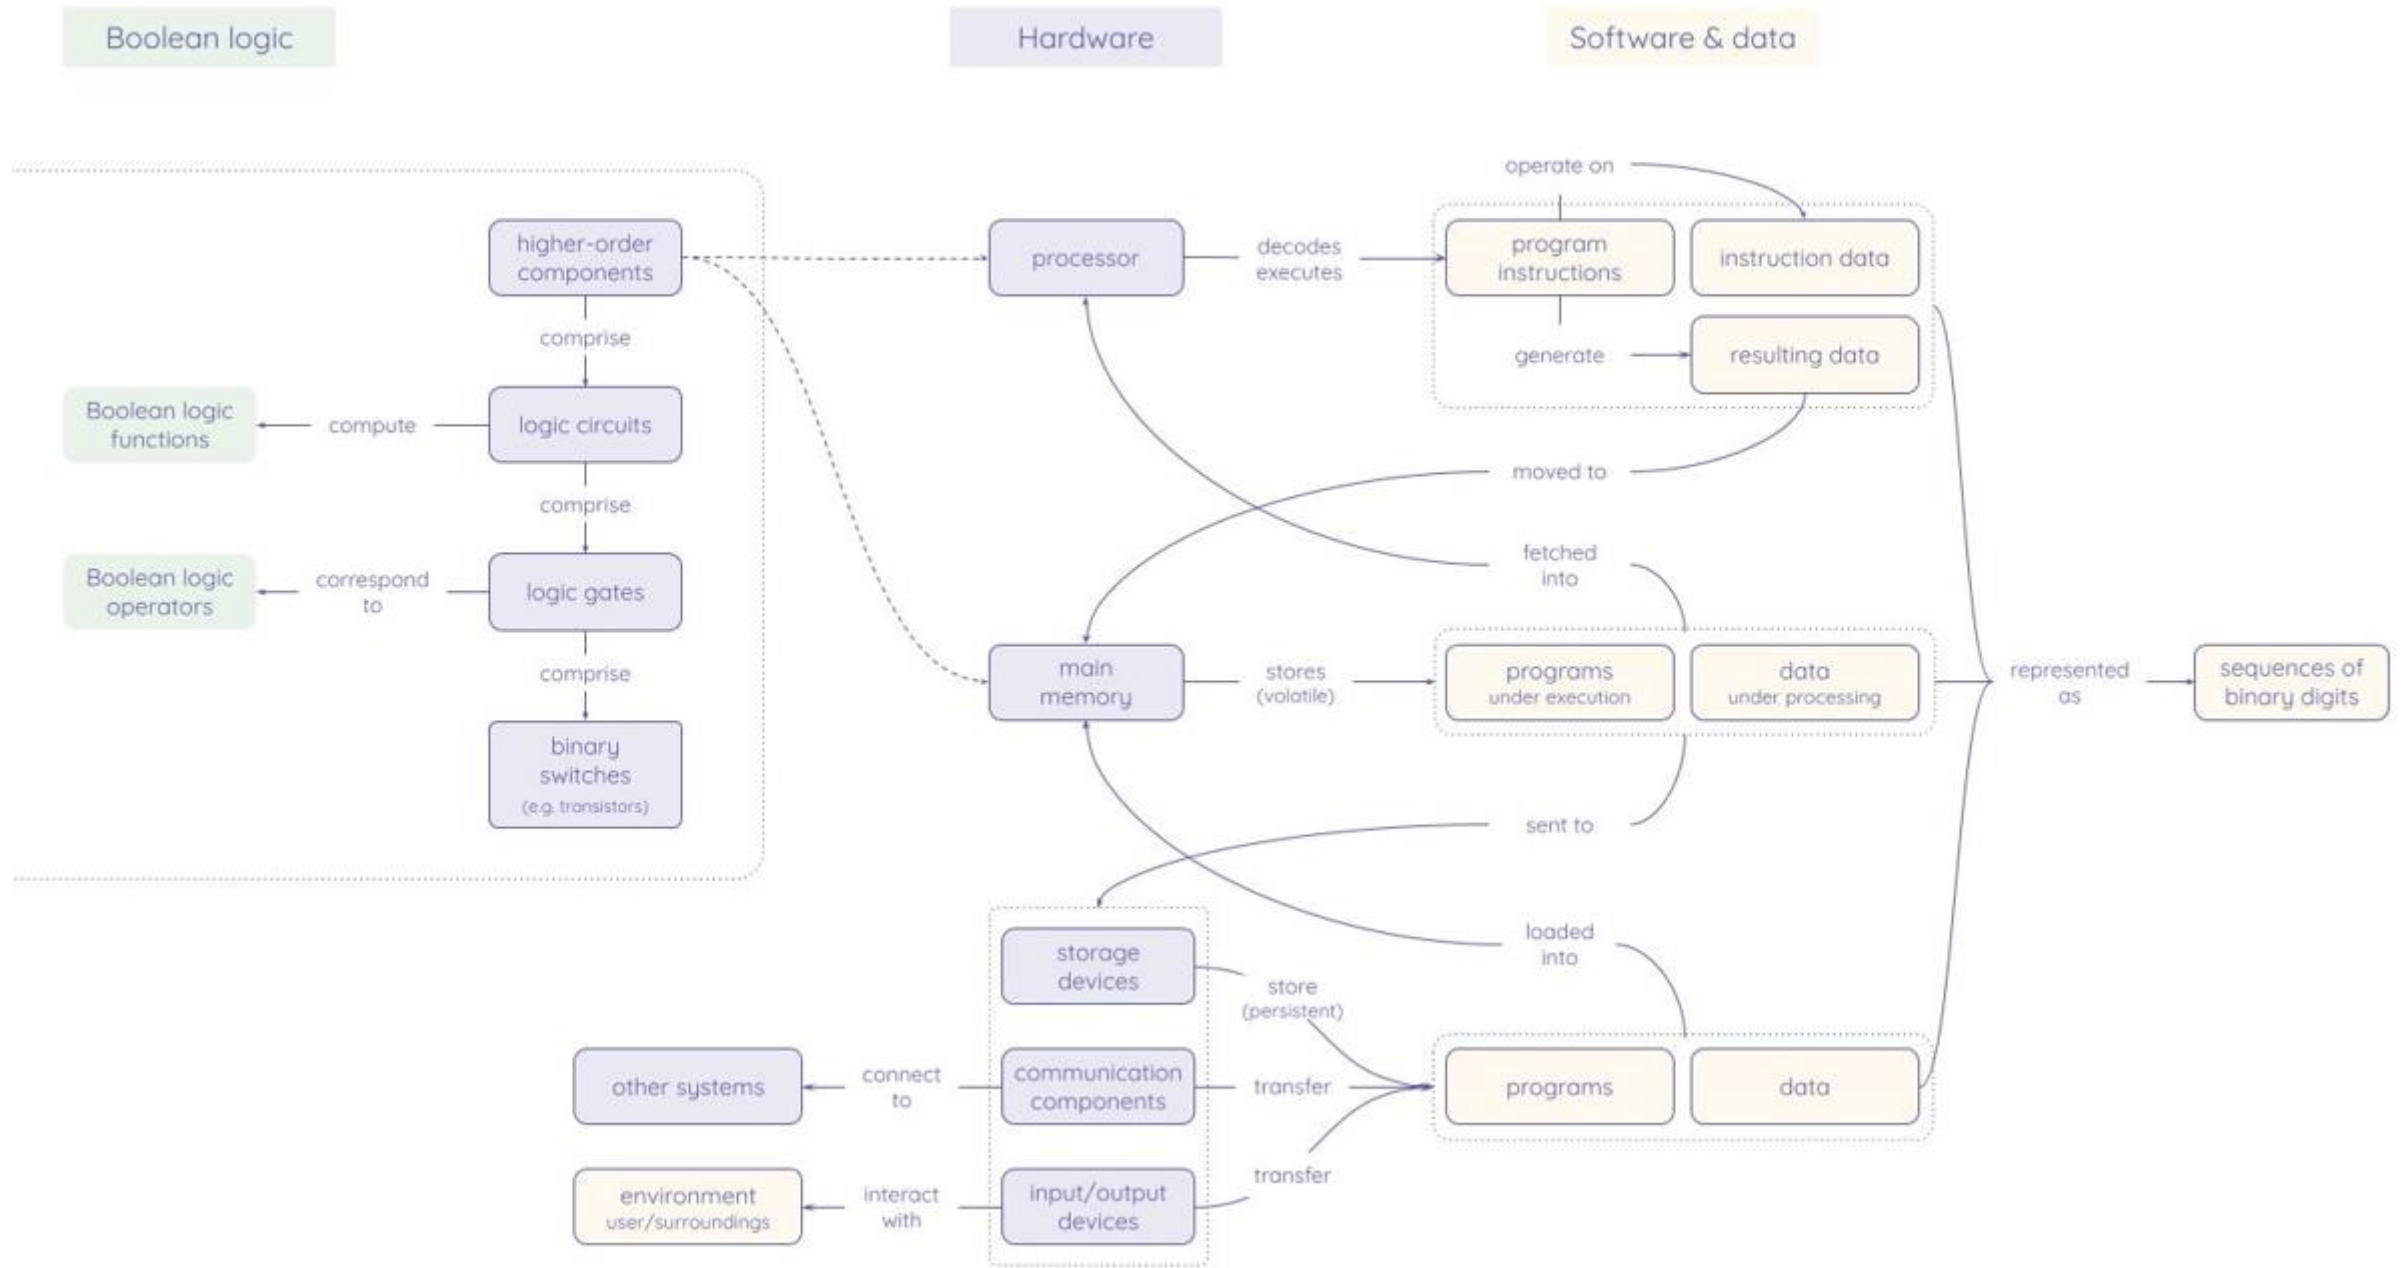 Boolean logic
Hardware
Software & data
operate on
higher-order
components
processor
decodes
executes
program
instructions
instruction data
comprise
generate
resulting data
Boolean logic
functions
compute
logic circuits
moved to
comprise
fetched
into
Boolean logic
operators
correspond
to
logic gates
comprise
main
memory
stores
(volatile)
programs
under execution
data
under processing
represented
as
sequences of
binary digits
binary
switches
(e.g. transistors)
sent to
loaded
into
storage
devices
store
(persistent)
other systems
connect
to
communication
components
transfer
programs
data
environment
user/surroundings
interact
with
input/output
devices
transfer